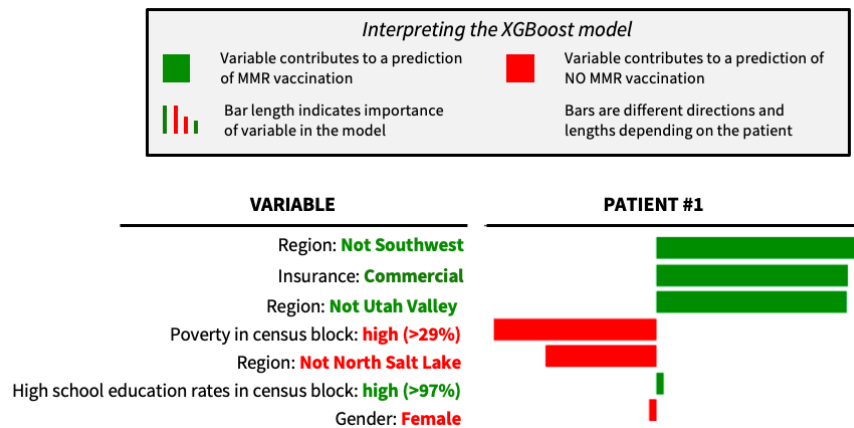 Interpreting the XGBoost model
Variable contributes to a prediction
of MMR vaccination
Variable contributes to a prediction of
NO MMR vaccination
Bar length indicates importance
of variable in the model
Bars are different directions and
lengths depending on the patient
VARIABLE
PATIENT #1
Region: Not Southwest
Insurance: Commercial
Region: Not Utah Valley
Poverty in census block: high (>29%)
Region: Not North Salt Lake
High school education rates in census block: high (>97%)
Gender: Female